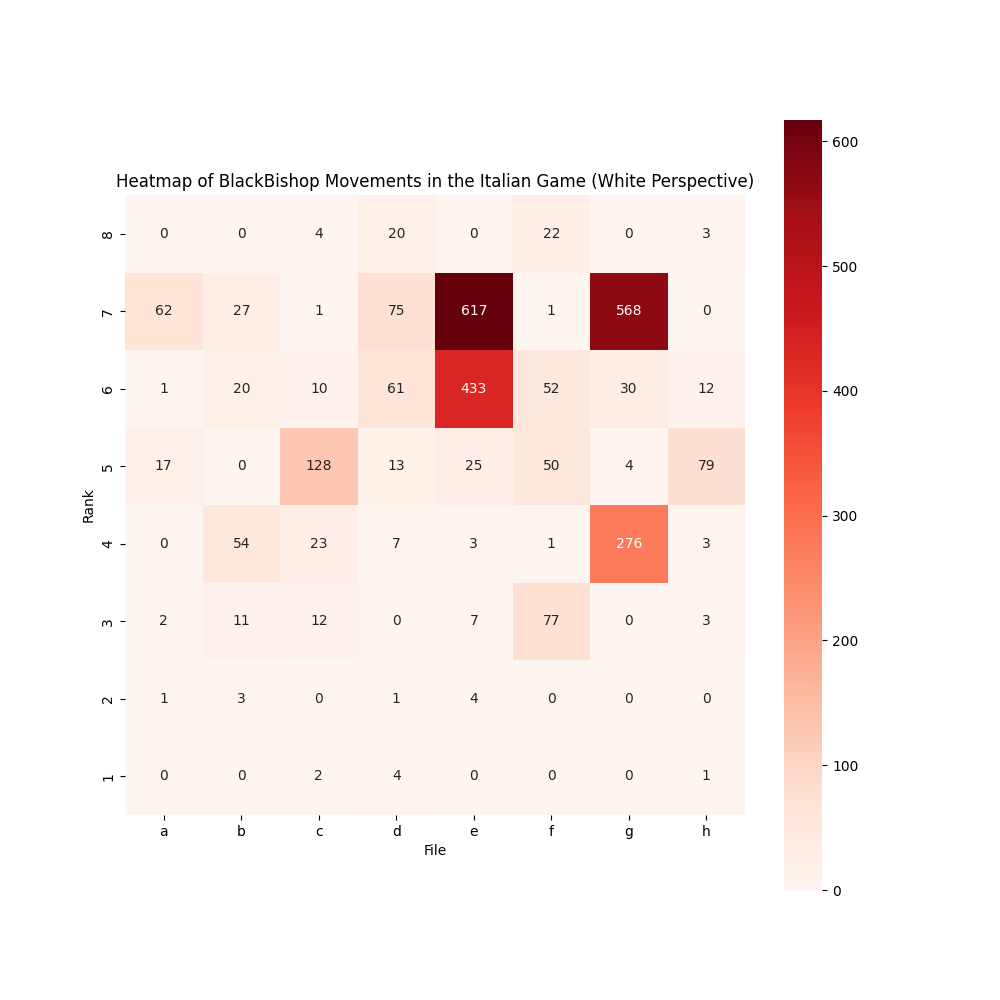 Heatmap of BlackBishop Movements in the Italian Game (White Perspective)
8 0 0 4 20 0 22 0 3
7 62 27 1 75 617 1 568 0
6 1 20 10 61 433 52 30 12
5 17 0 128 13 25 50 4 79
4 0 54 23 7 3 1 276 3
3 2 11 12 0 7 77 0 3
2 1 3 0 1 4 0 0 0
1 0 0 2 4 0 0 0 1
a b c d e f g h
Rank
File
600
500
400
300
200
100
0